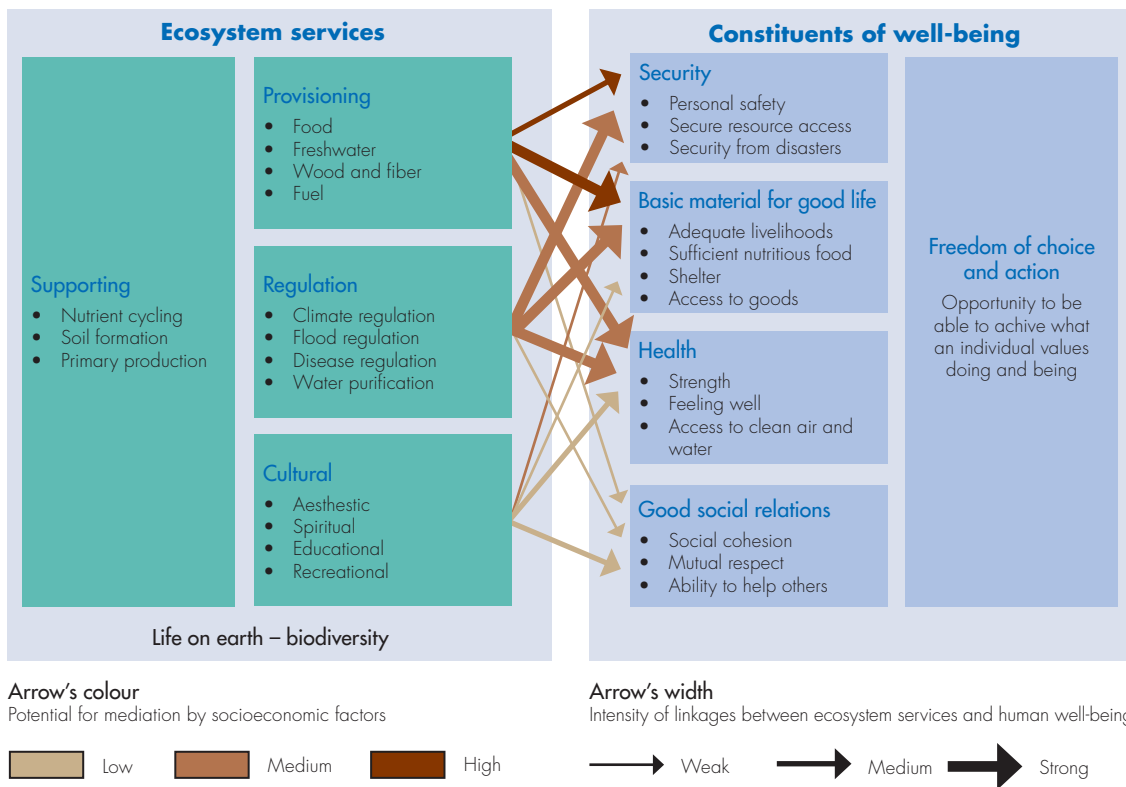 Ecosystem services
Supporting
• Nutrient cycling
• Soil formation
• Primary production
Provisioning
• Food
• Freshwater
• Wood and fiber
• Fuel
Regulation
• Climate regulation
• Flood regulation
• Disease regulation
• Water purification
Cultural
• Aesthestic
• Spiritual
• Educational
• Recreational
Life on earth – biodiversity
Constituents of well-being
Security
• Personal safety
• Secure resource access
• Security from disasters
Basic material for good life
• Adequate livelihoods
• Sufficient nutritious food
• Shelter
• Access to goods
Health
• Strength
• Feeling well
• Access to clean air and
water
Good social relations
• Social cohesion
• Mutual respect
• Ability to help others
Freedom of choice
and action
Opportunity to be
able to achive what
an individual values
doing and being
Arrow's colour
Potential for mediation by socioeconomic factors
Low
Medium
High
Arrow's width
Intensity of linkages between ecosystem services and human well-being
Weak
Medium
Strong